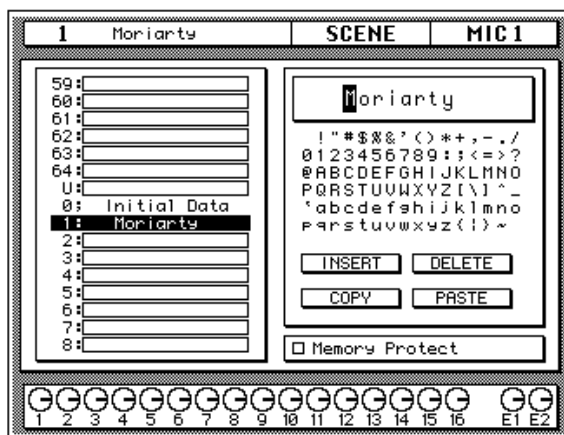 1 Moriarty SCENE MIC 1
59:
60:
61:
62:
63:
64:
U:
0; Initial Data
1: Moriarty
2:
3:
4:
5:
6:
7:
8:
Moriarty
!"#$%&'()*+,-./
0123456789:;<=>?
@ABCDEFGHIJKLMNO
PQRSTUVWXYZ[\]^_
'abcdefghijklmno
pqrstuvwxyz{|}~
INSERT DELETE
COPY PASTE
Memory Protect
1 2 3 4 5 6 7 8 9 10 11 12 13 14 15 16 E1 E2